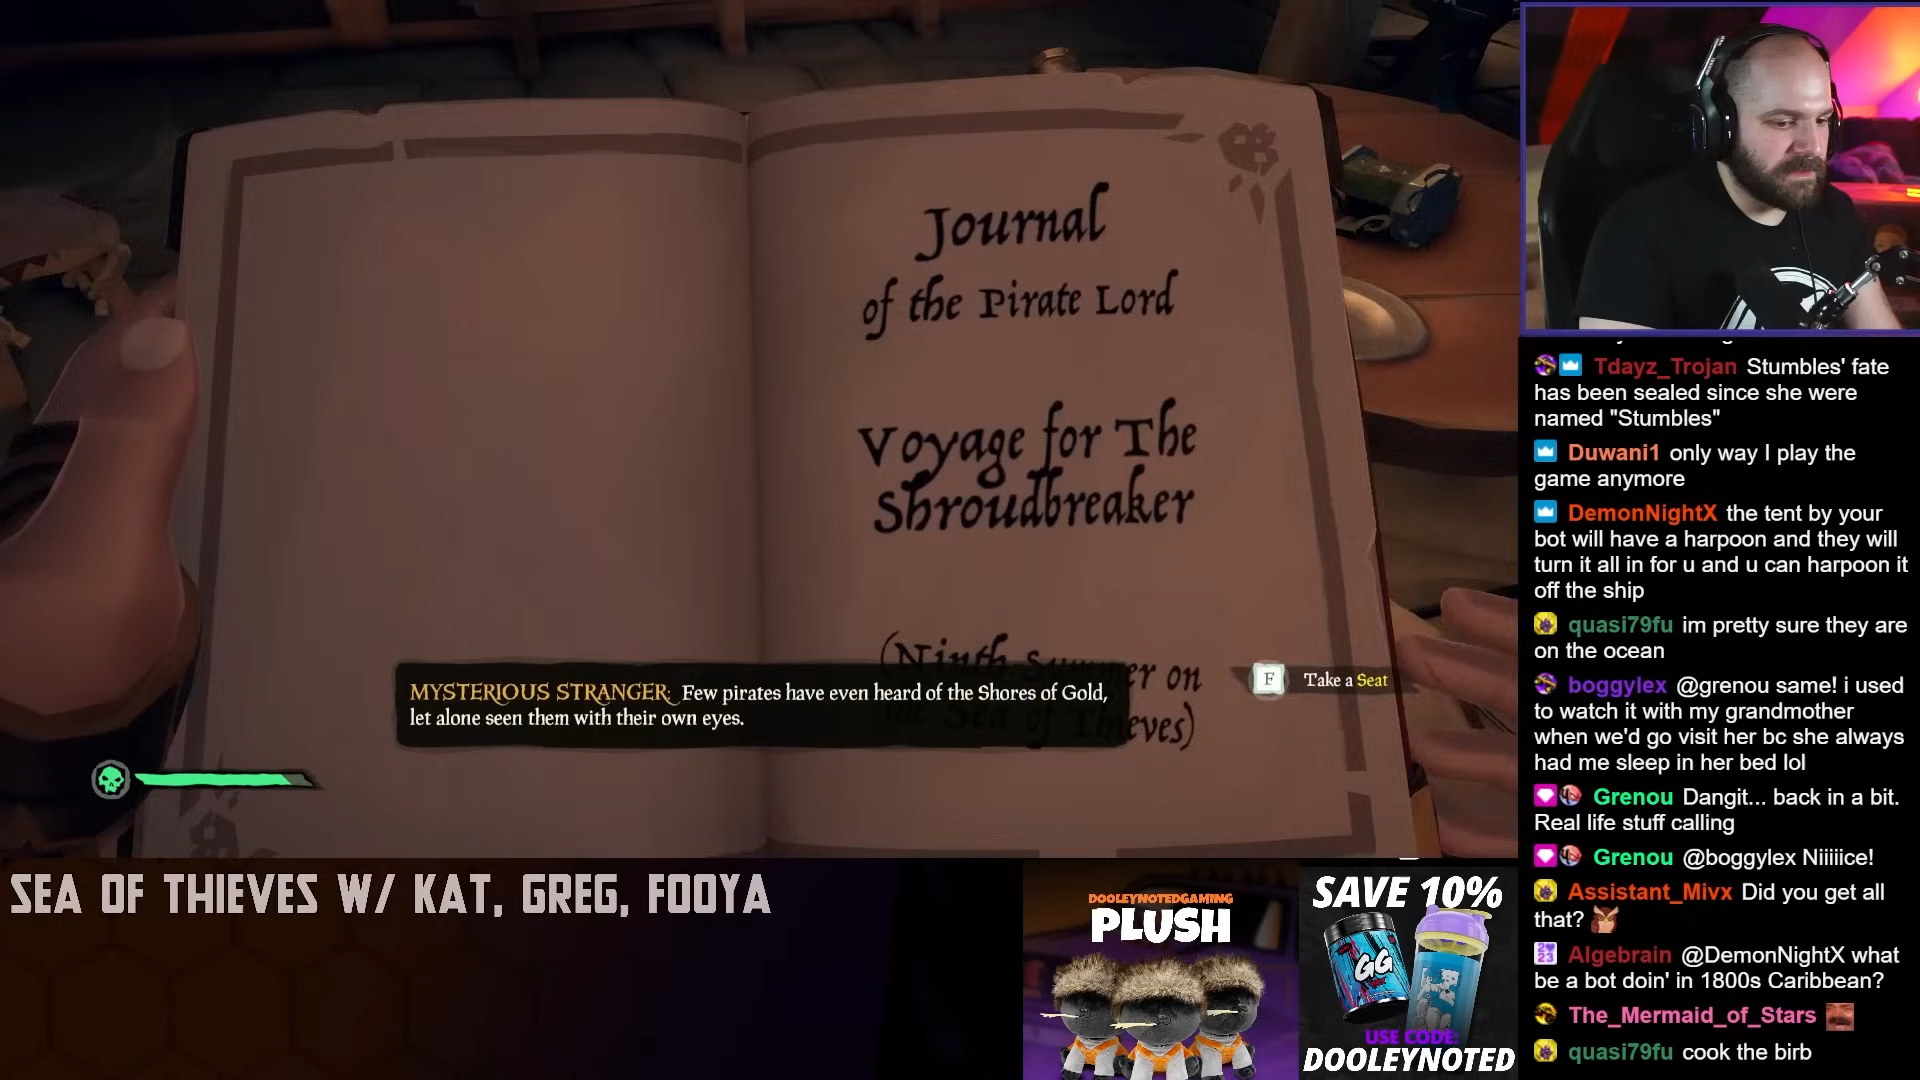 Journal
of the Pirate Lord
Voyage for The
Shroudbreaker
(Ninth Summer on
the Sea of Thieves)
MYSTERIOUS STRANGER: Few pirates have even heard of the Shores of Gold,
let alone seen them with their own eyes.
F Take a Seat
SEA OF THIEVES W/ KAT, GREG, FOOYA
DOOLEYNOTEDGAMING
PLUSH
SAVE 10%
GG
USE CODE:
DOOLEYNOTED
Tdayz_Trojan Stumbles' fate
has been sealed since she were
named "Stumbles"
Duwani1 only way I play the
game anymore
DemonNightX the tent by your
bot will have a harpoon and they will
turn it all in for u and u can harpoon it
off the ship
quasi79fu im pretty sure they are
on the ocean
boggylex @grenou same! i used
to watch it with my grandmother
when we'd go visit her bc she always
had me sleep in her bed lol
Grenou Dangit... back in a bit.
Real life stuff calling
Grenou @boggylex Niiiiice!
Assistant_Mivx Did you get all
that?
Algebrain @DemonNightX what
be a bot doin' in 1800s Caribbean?
The_Mermaid_of_Stars
quasi79fu cook the birb